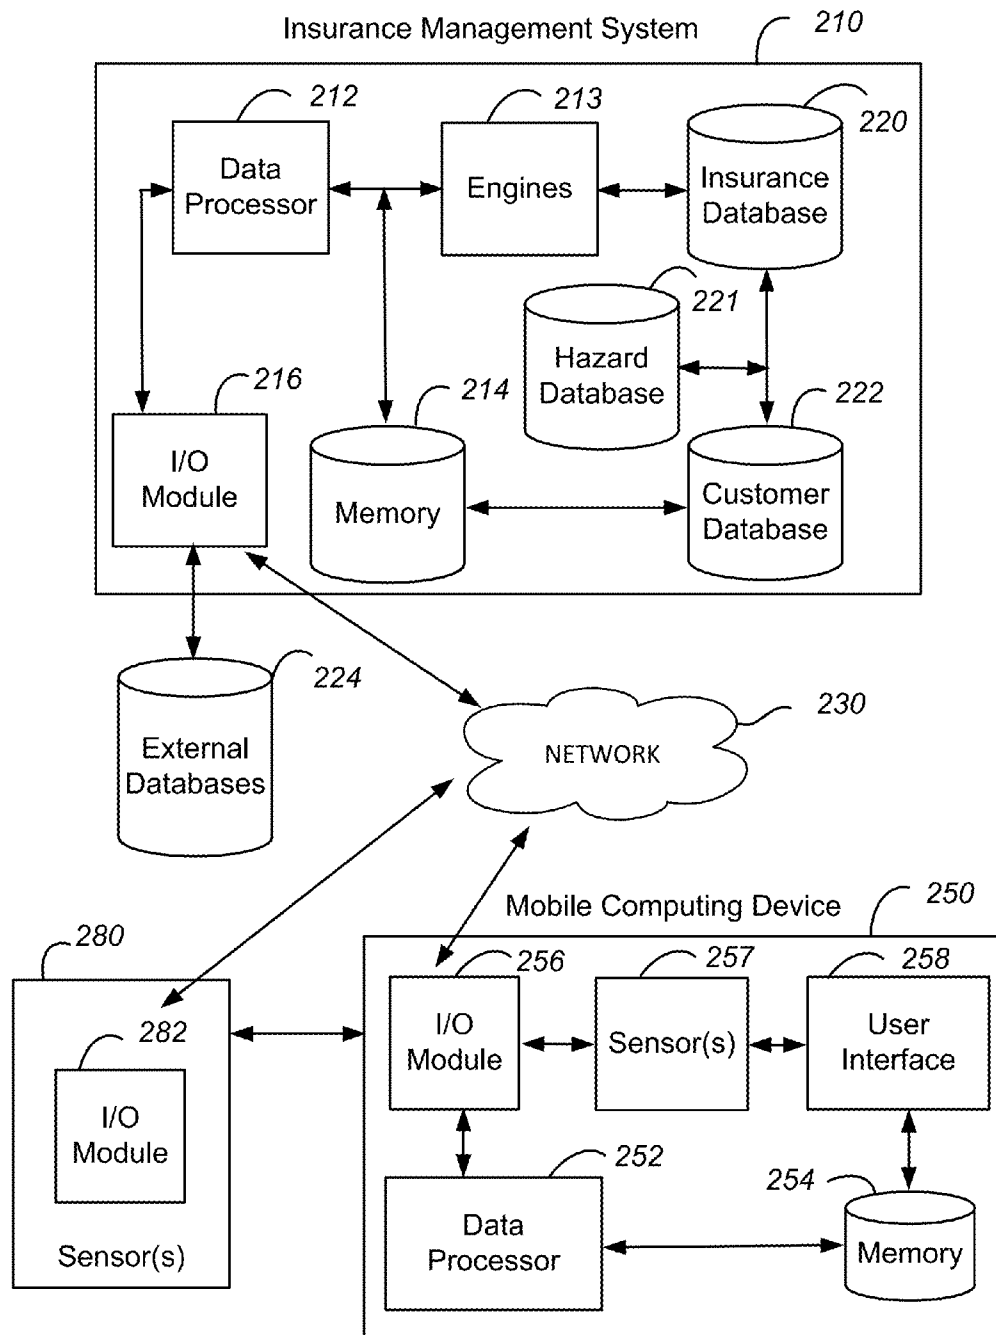 Insurance Management System
210
212
213
220
Data
Processor
Engines
Insurance
Database
221
Hazard
Database
216
214
222
I/O
Module
Memory
Customer
Database
224
External
Databases
230
NETWORK
Mobile Computing Device
250
280
256
257
258
282
I/O
Module
Sensor(s)
User
Interface
I/O
Module
252
254
Data
Processor
Memory
Sensor(s)